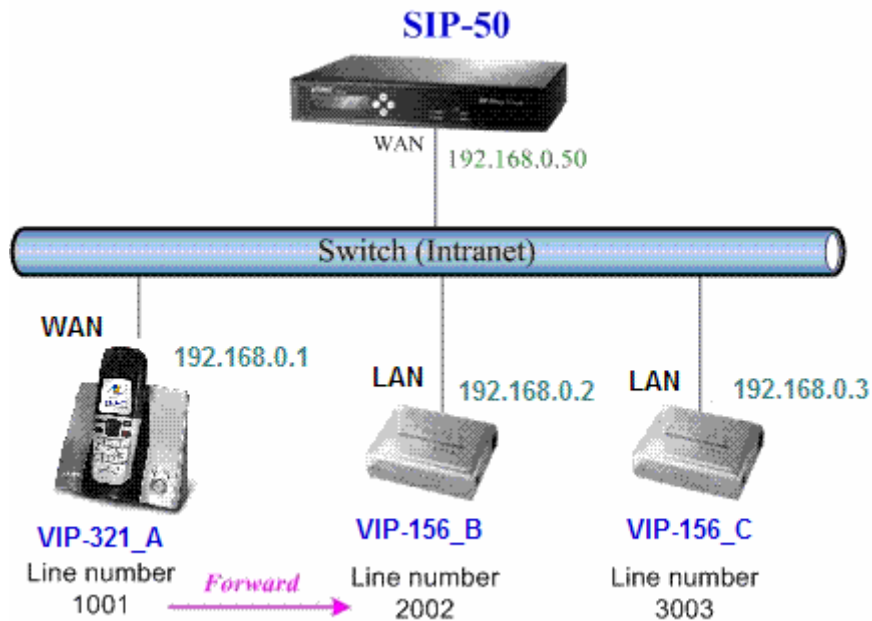 SIP-50
WAN
192.168.0.50
Switch (Intranet)
WAN
192.168.0.1
LAN
192.168.0.2
LAN
192.168.0.3
VIP-321_A
VIP-156_B
VIP-156_C
Line number
1001
Forward
Line number
2002
Line number
3003